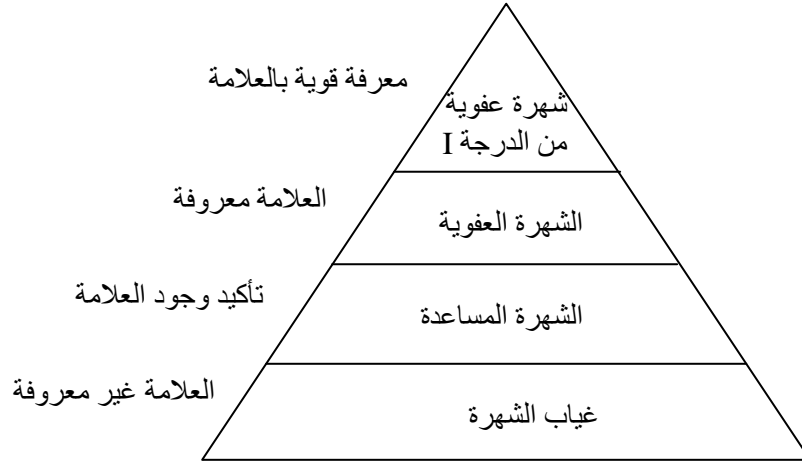 معرفة قوية بالعلامة
شهرة عفوية
من الدرجة I
العلامة معروفة
الشهرة العفوية
تأكيد وجود العلامة
الشهرة المساعدة
العلامة غير معروفة
غياب الشهرة